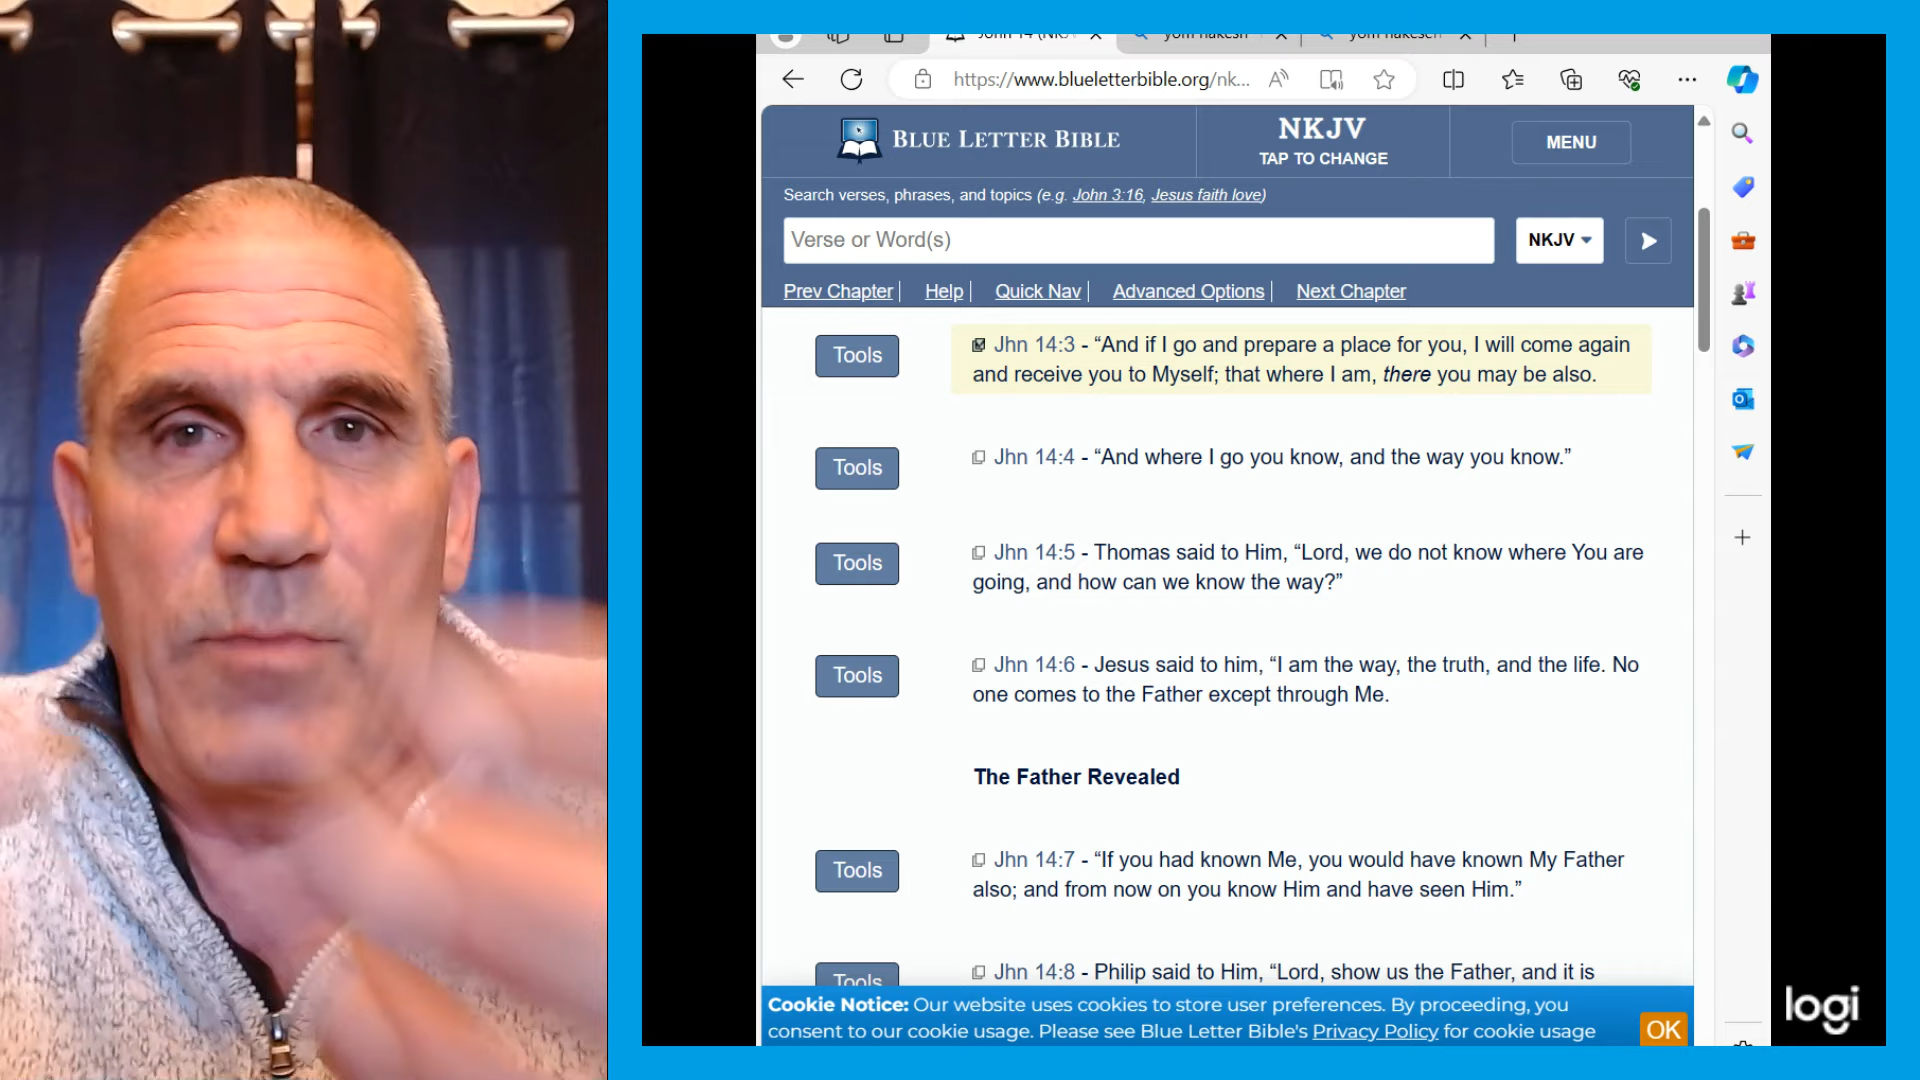 John 14 (NK
yom hakesh
yom hakeseh
https://www.blueletterbible.org/nk...
BLUE LETTER BIBLE
NKJV
TAP TO CHANGE
MENU
Search verses, phrases, and topics (e.g. John 3:16, Jesus faith love)
Verse or Word(s)
NKJV
Prev Chapter | Help | Quick Nav | Advanced Options | Next Chapter
Tools
Jhn 14:3 - “And if I go and prepare a place for you, I will come again
and receive you to Myself; that where I am, there you may be also.
Tools
Jhn 14:4 - “And where I go you know, and the way you know.”
Tools
Jhn 14:5 - Thomas said to Him, “Lord, we do not know where You are
going, and how can we know the way?”
Tools
Jhn 14:6 - Jesus said to him, “I am the way, the truth, and the life. No
one comes to the Father except through Me.
The Father Revealed
Tools
Jhn 14:7 - “If you had known Me, you would have known My Father
also; and from now on you know Him and have seen Him.”
Tools
Jhn 14:8 - Philip said to Him, “Lord, show us the Father, and it is
Cookie Notice: Our website uses cookies to store user preferences. By proceeding, you
consent to our cookie usage. Please see Blue Letter Bible's Privacy Policy for cookie usage
OK
logi